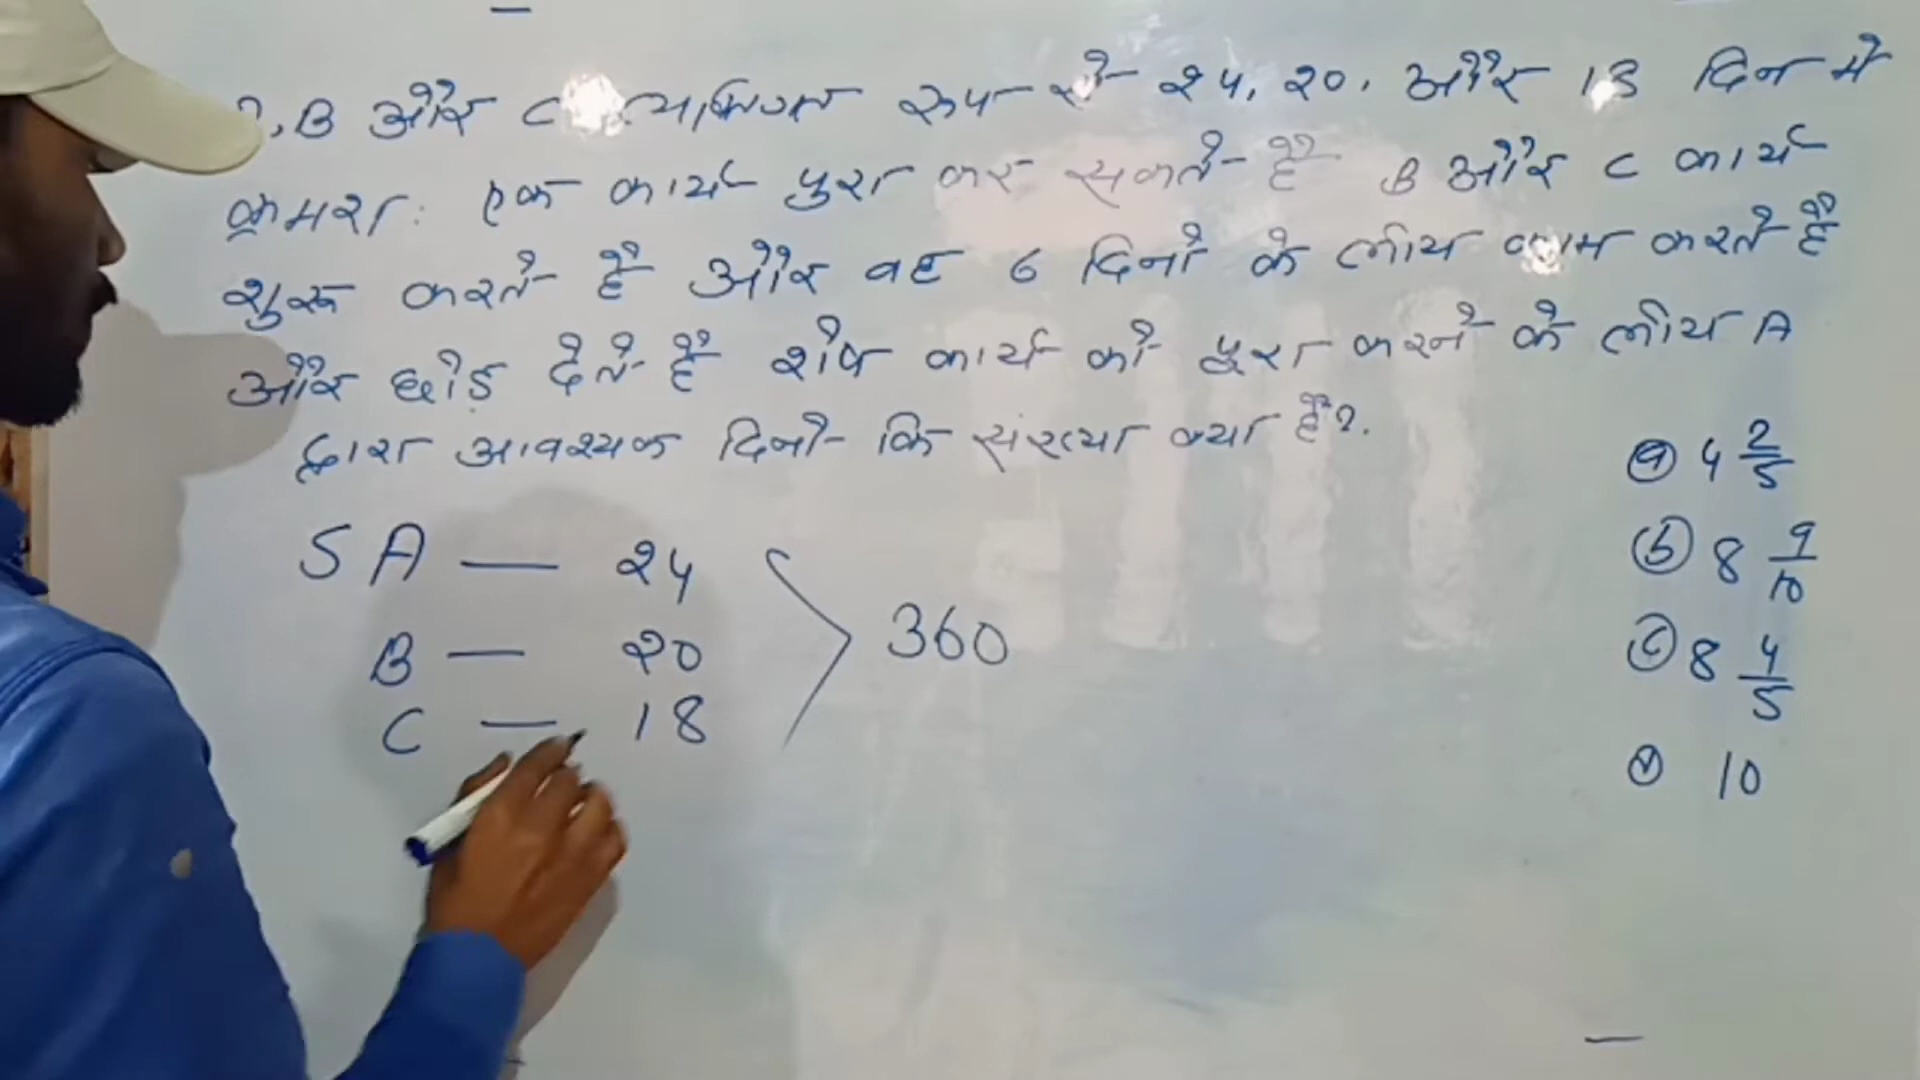 , B और C व्यक्तिगत रूप से 24, 20, और 18 दिन में
क्रमशः एक कार्य पुरा कर सकते हैं B और C कार्य
शुरू करते हैं और वह 6 दिनों के लीय काम करते हैं
और छोड़ देते हैं शेष कार्य को पुरा करने के लीय A
द्वारा आवश्यक दिनों कि संख्या क्या हैं?.
ⓐ 4 2/5
ⓑ 8 9/10
ⓒ 8 4/5
10
S A — 24
B — 20
C — 18
360